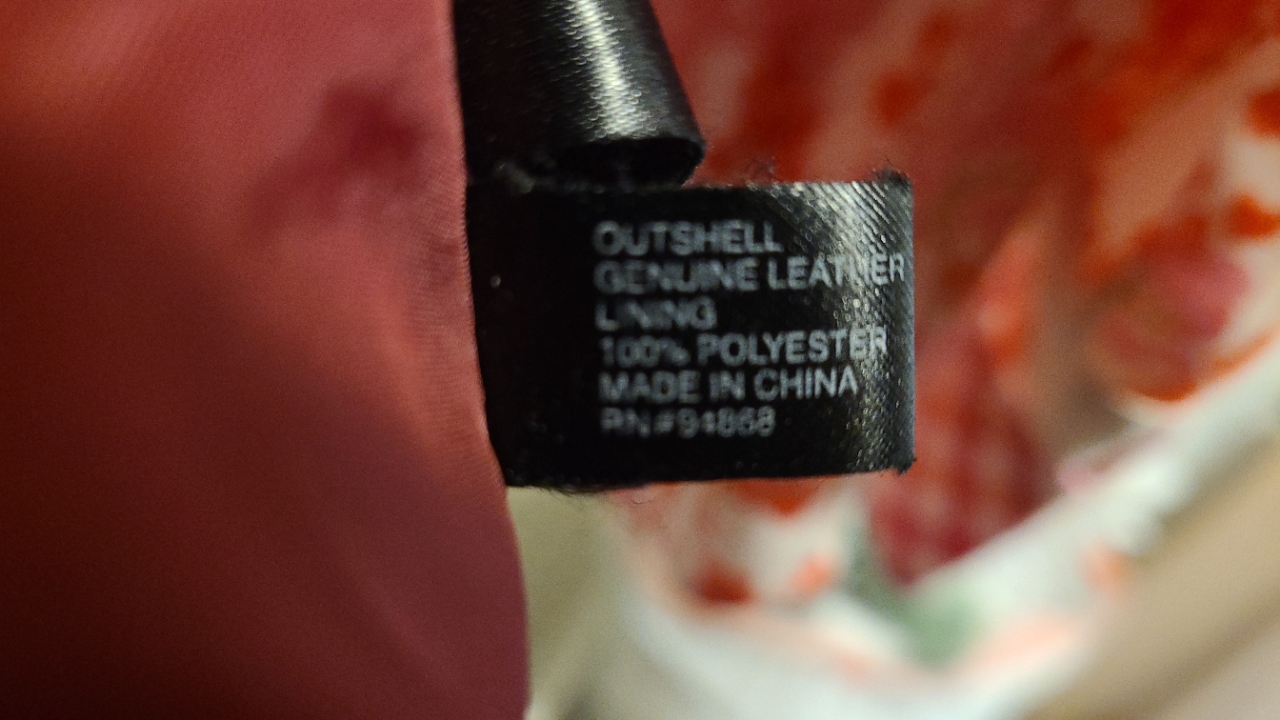 OUTSHELL
GENUINE LEATHER
LINING
100% POLYESTER
MADE IN CHINA
RN#94868